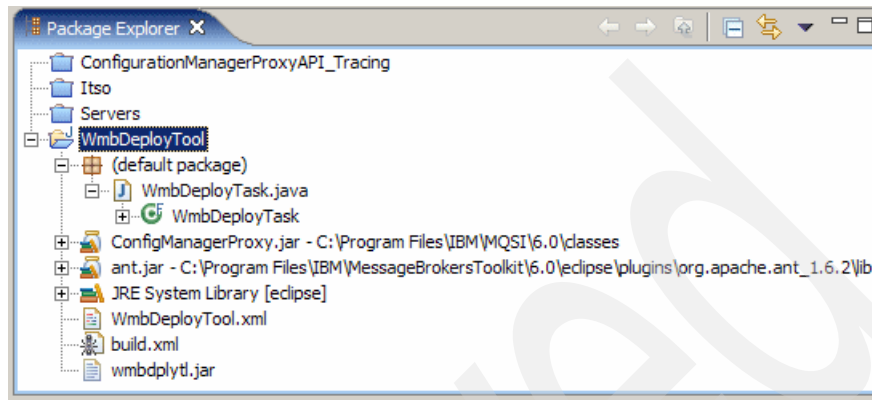 Package Explorer
ConfigurationManagerProxyAPI_Tracing
Itso
Servers
WmbDeployTool
(default package)
WmbDeployTask.java
WmbDeployTask
ConfigManagerProxy.jar - C:\Program Files\IBM\MQSI\6.0\classes
ant.jar - C:\Program Files\IBM\MessageBrokersToolkit\6.0\eclipse\plugins\org.apache.ant_1.6.2\lib
JRE System Library [eclipse]
WmbDeployTool.xml
build.xml
wmbdplytl.jar